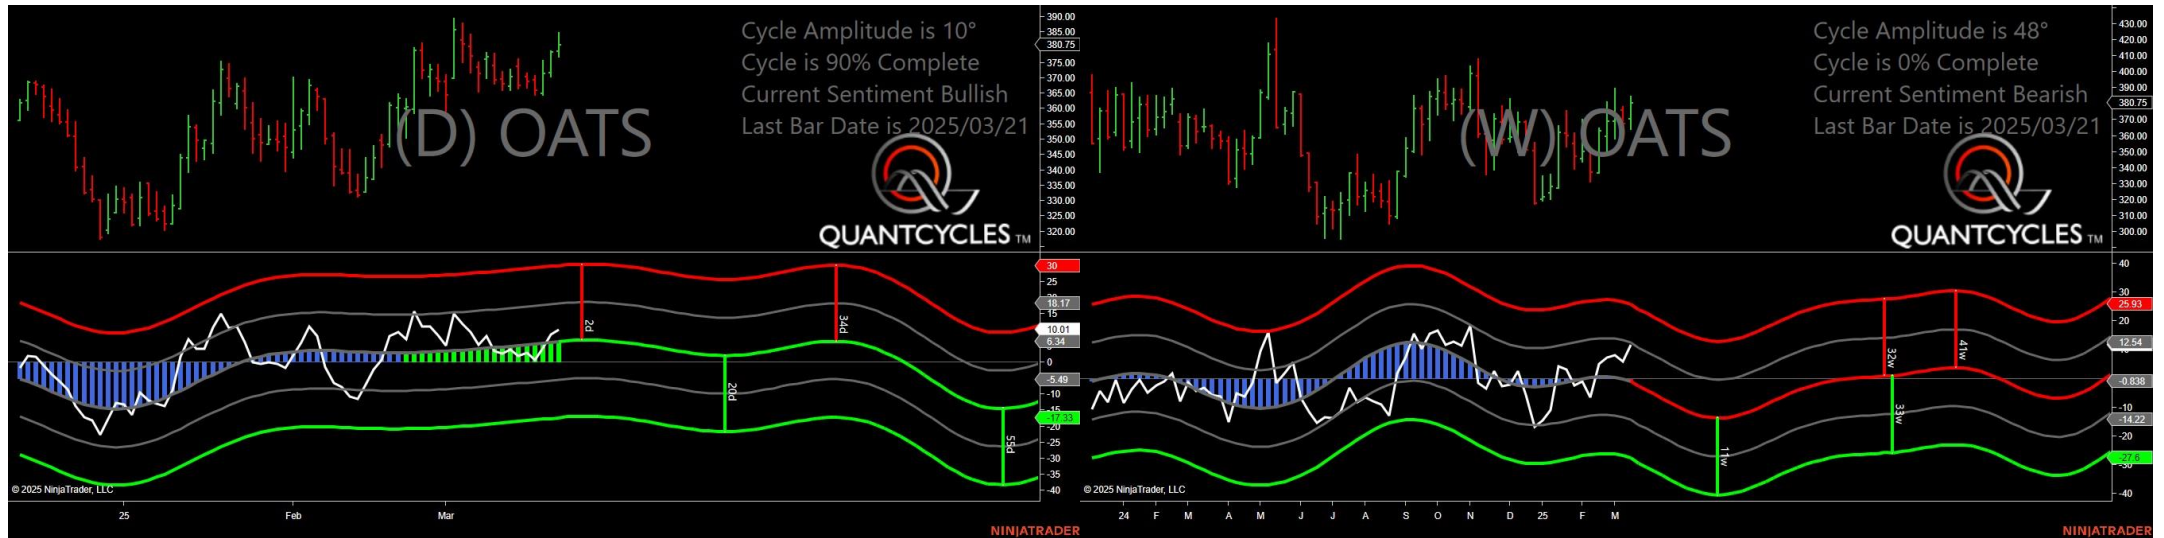 Cycle Amplitude is 10°
Cycle is 90% Complete
Current Sentiment Bullish
Last Bar Date is 2025/03/21
(D) OATS
QUANTCYCLES TM
390.00
385.00
380.75
375.00
370.00
365.00
360.00
355.00
350.00
345.00
340.00
335.00
330.00
325.00
320.00
30
25
18.17
15
10.01
6.34
0
-5.49
-10
-15
-17.33
-20
-25
-30
-35
-40
2d
20d
34d
55d
© 2025 NinjaTrader, LLC
25
Feb
Mar
NINJATRADER
Cycle Amplitude is 48°
Cycle is 0% Complete
Current Sentiment Bearish
Last Bar Date is 2025/03/21
(W) OATS
QUANTCYCLES TM
430.00
420.00
410.00
400.00
390.00
380.75
370.00
360.00
350.00
340.00
330.00
320.00
310.00
300.00
40
30
25.93
20
12.54
-0.838
-10
-14.22
-20
-27.6
-30
-40
11w
32w
33w
41w
© 2025 NinjaTrader, LLC
24 F M A M J J A S O N D 25 F M
NINJATRADER